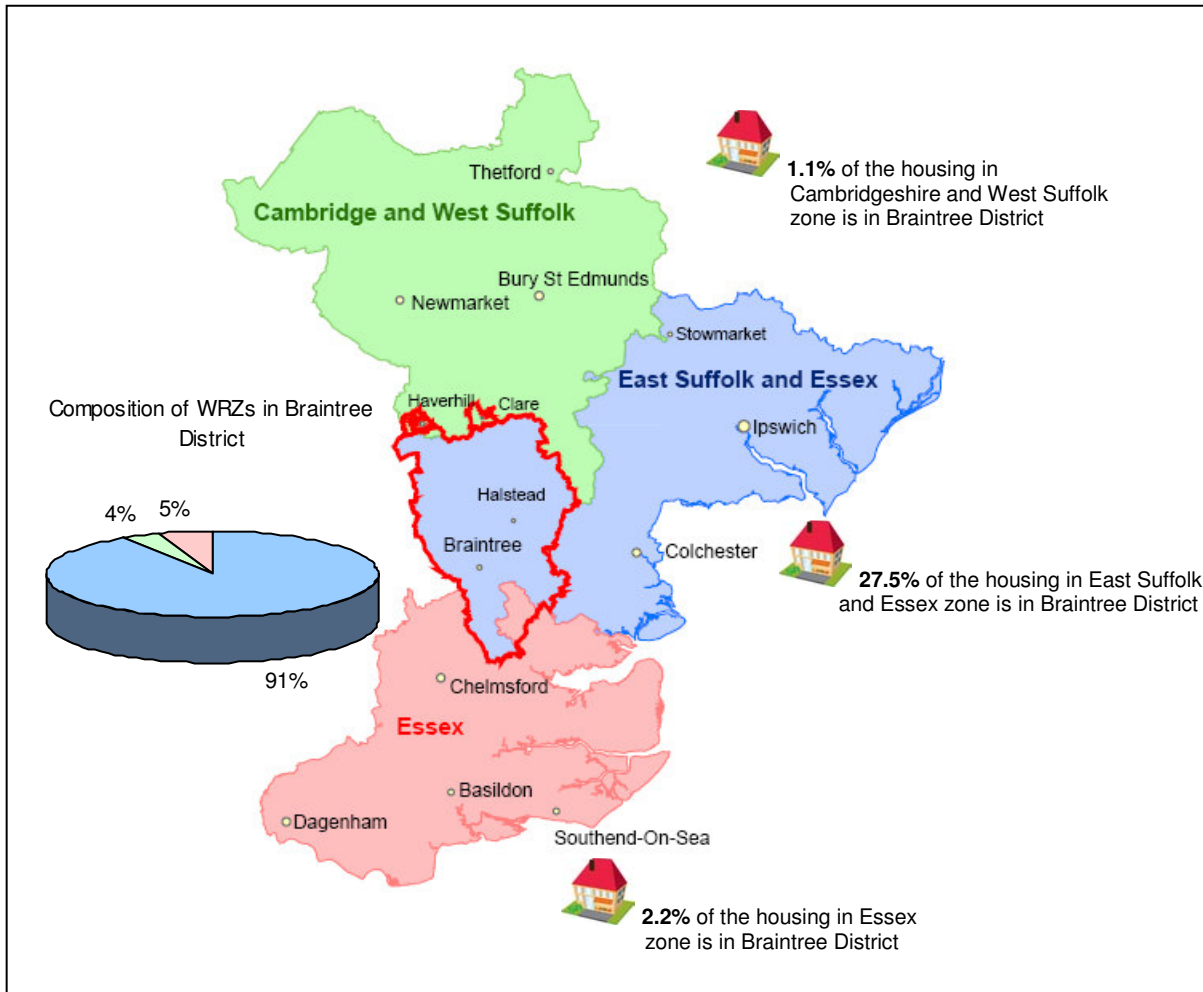 Thetford
Cambridge and West Suffolk
Bury St Edmunds
Newmarket
1.1% of the housing in
Cambridgeshire and West Suffolk
zone is in Braintree District
Stowmarket
East Suffolk and Essex
Ipswich
Haverhill
Clare
Composition of WRZs in Braintree
District
4%
5%
91%
Halstead
Braintree
Colchester
27.5% of the housing in East Suffolk
and Essex zone is in Braintree District
Chelmsford
Essex
Basildon
Dagenham
Southend-On-Sea
2.2% of the housing in Essex
zone is in Braintree District